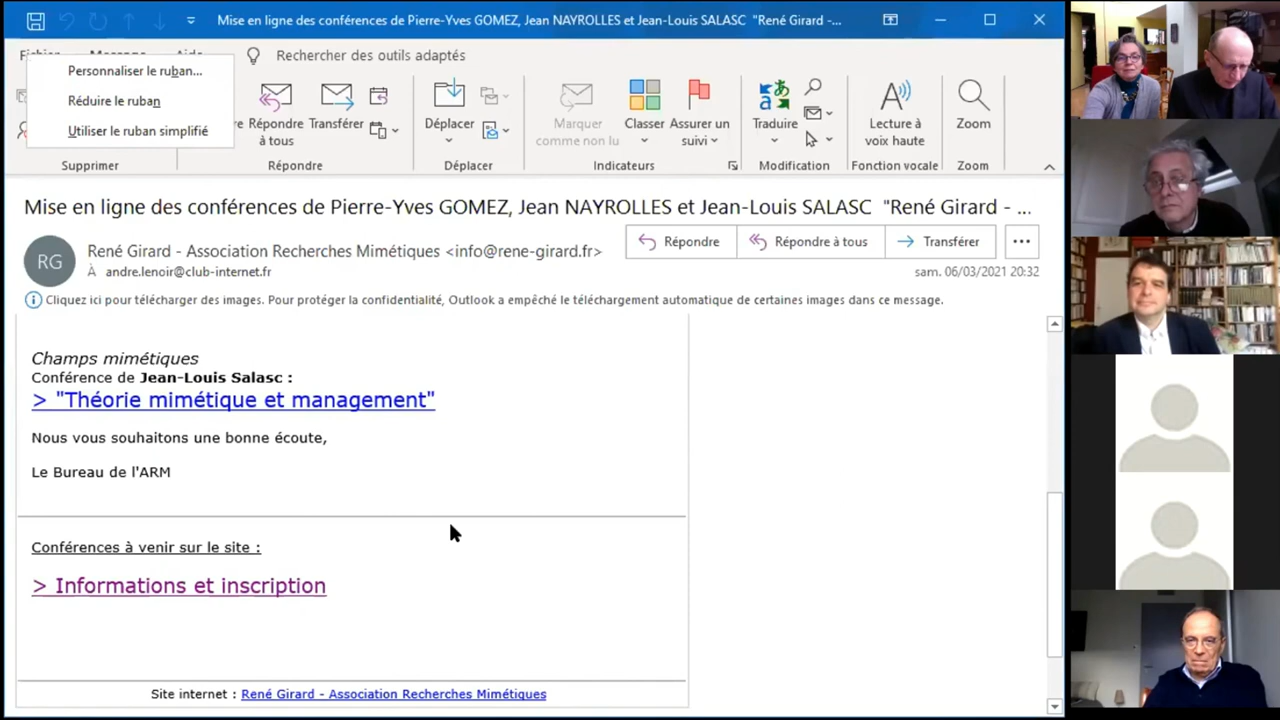 Mise en ligne des conférences de Pierre-Yves GOMEZ, Jean NAYROLLES et Jean-Louis SALASC "René Girard -...
Rechercher des outils adaptés
Personnaliser le ruban...
Réduire le ruban
Utiliser le ruban simplifié
Répondre à tous
Transférer
Déplacer
Marquer comme non lu
Classer
Assurer un suivi
Traduire
Lecture à voix haute
Zoom
Supprimer
Répondre
Déplacer
Indicateurs
Modification
Fonction vocale
Zoom
Mise en ligne des conférences de Pierre-Yves GOMEZ, Jean NAYROLLES et Jean-Louis SALASC "René Girard - ...
RG
René Girard - Association Recherches Mimétiques <info@rene-girard.fr>
À andre.lenoir@club-internet.fr
Répondre
Répondre à tous
Transférer
sam. 06/03/2021 20:32
Cliquez ici pour télécharger des images. Pour protéger la confidentialité, Outlook a empêché le téléchargement automatique de certaines images dans ce message.
Champs mimétiques
Conférence de Jean-Louis Salasc :
> "Théorie mimétique et management"
Nous vous souhaitons une bonne écoute,
Le Bureau de l'ARM
Conférences à venir sur le site :
> Informations et inscription
Site internet : René Girard - Association Recherches Mimétiques